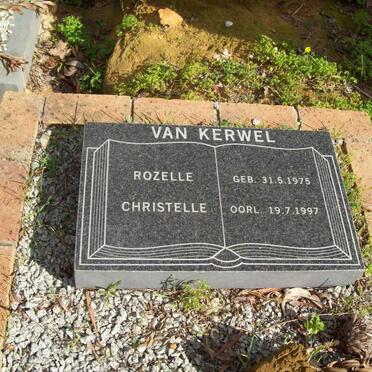 VAN KERWEL
ROZELLE GEB. 31.5.1975
CHRISTELLE OORL. 19.7.1997